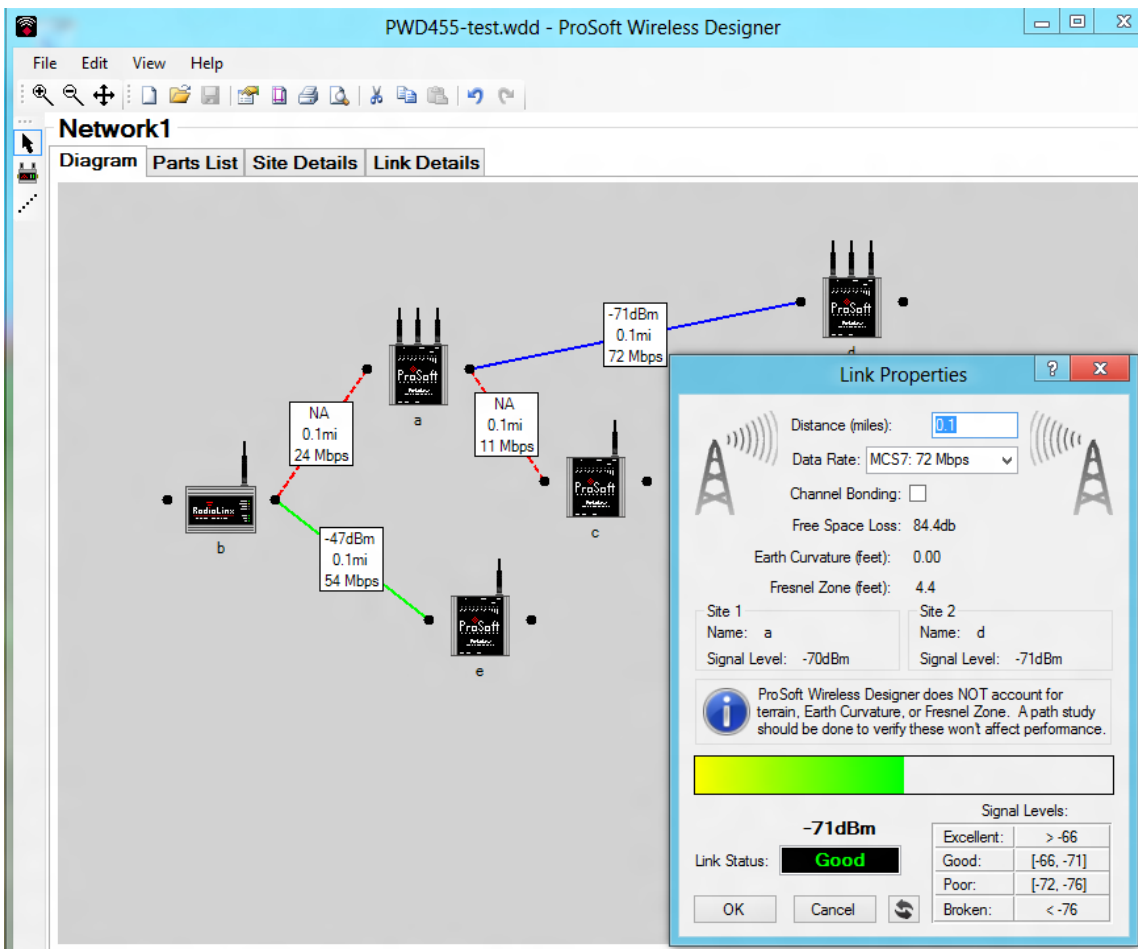 PWD455-test.wdd - ProSoft Wireless Designer
File Edit View Help
Network1
Diagram Parts List Site Details Link Details
-71dBm
0.1mi
72 Mbps
ProSoft
d
ProSoft
a
NA
0.1mi
24 Mbps
NA
0.1mi
11 Mbps
ProSoft
c
RadioLinx
b
-47dBm
0.1mi
54 Mbps
ProSoft
e
Link Properties
Distance (miles): 0.1
Data Rate: MCS7: 72 Mbps
Channel Bonding:
Free Space Loss: 84.4db
Earth Curvature (feet): 0.00
Fresnel Zone (feet): 4.4
Site 1
Name: a
Signal Level: -70dBm
Site 2
Name: d
Signal Level: -71dBm
ProSoft Wireless Designer does NOT account for
terrain, Earth Curvature, or Fresnel Zone. A path study
should be done to verify these won't affect performance.
-71dBm
Link Status: Good
Signal Levels:
Excellent: > -66
Good: [-66, -71]
Poor: [-72, -76]
Broken: < -76
OK Cancel